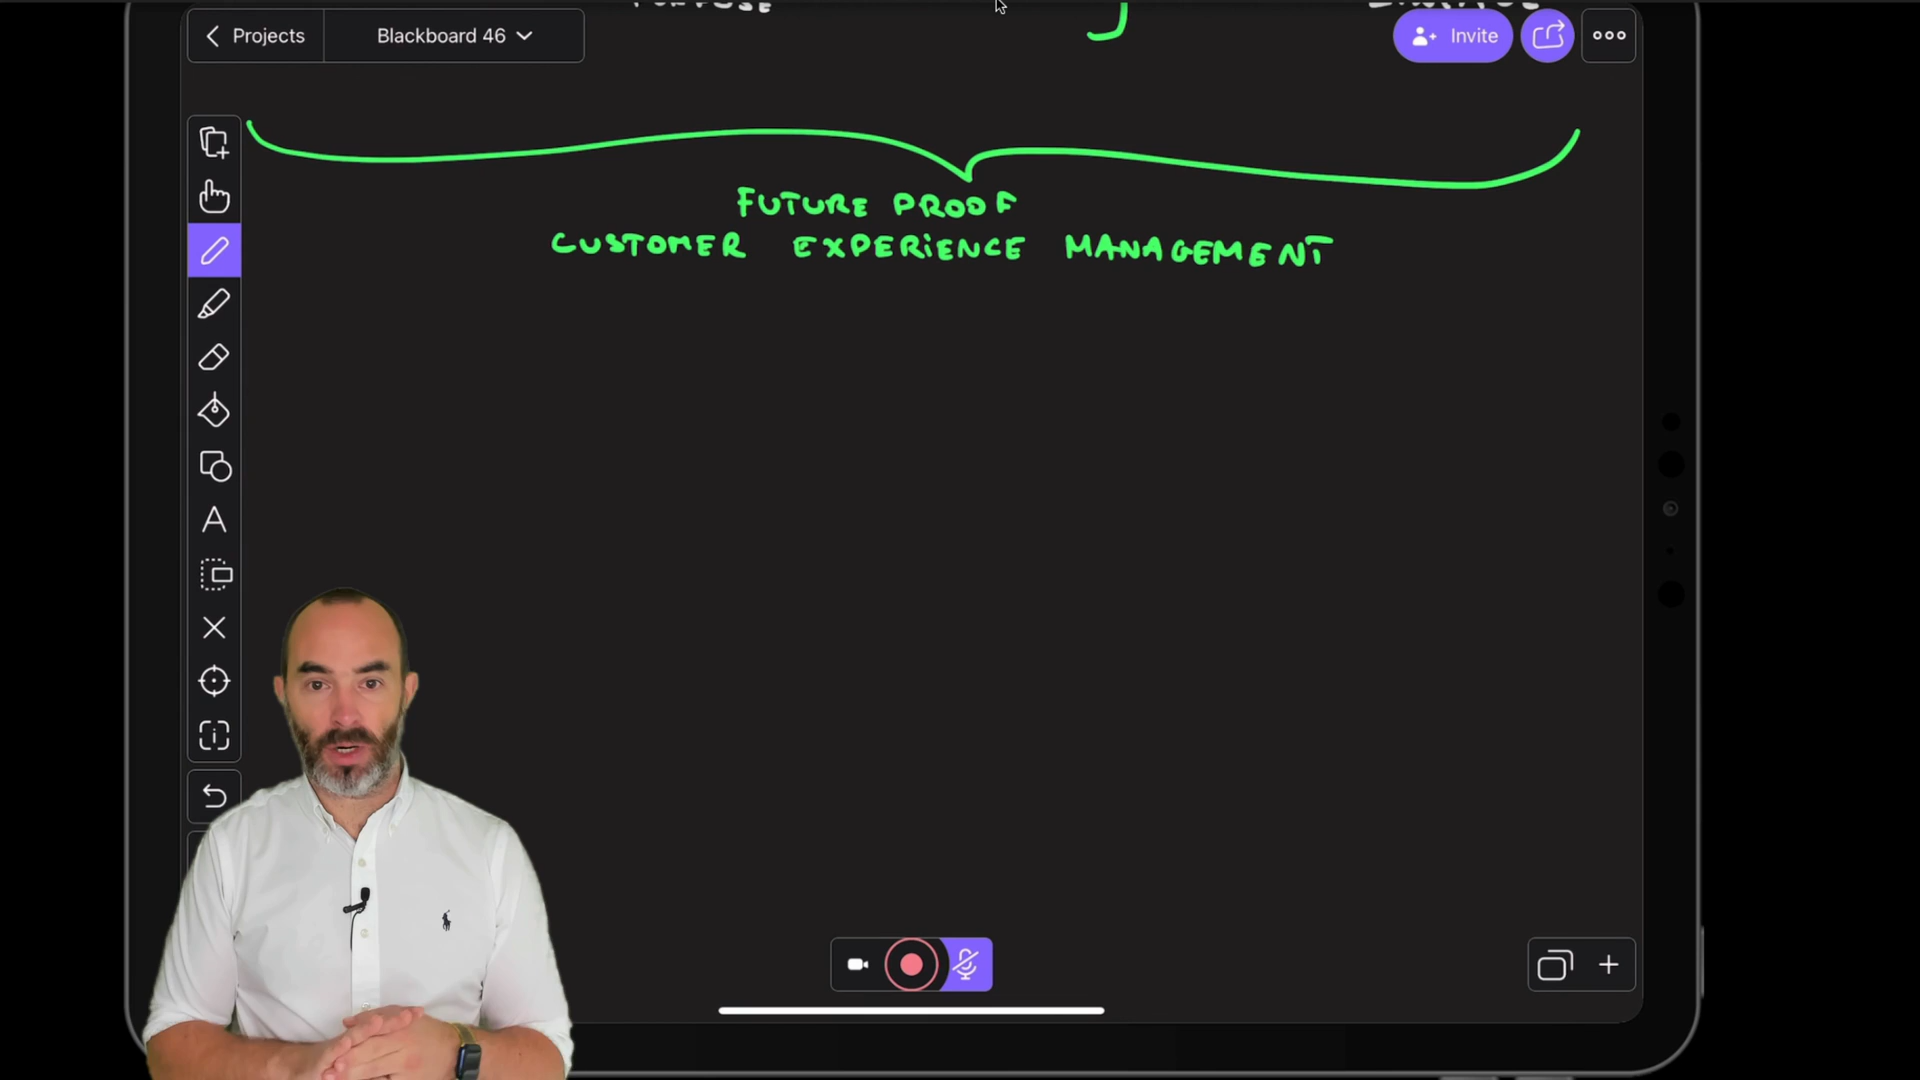 Projects
Blackboard 46
Invite
FUTURE PROOF
CUSTOMER EXPERIENCE MANAGEMENT
A